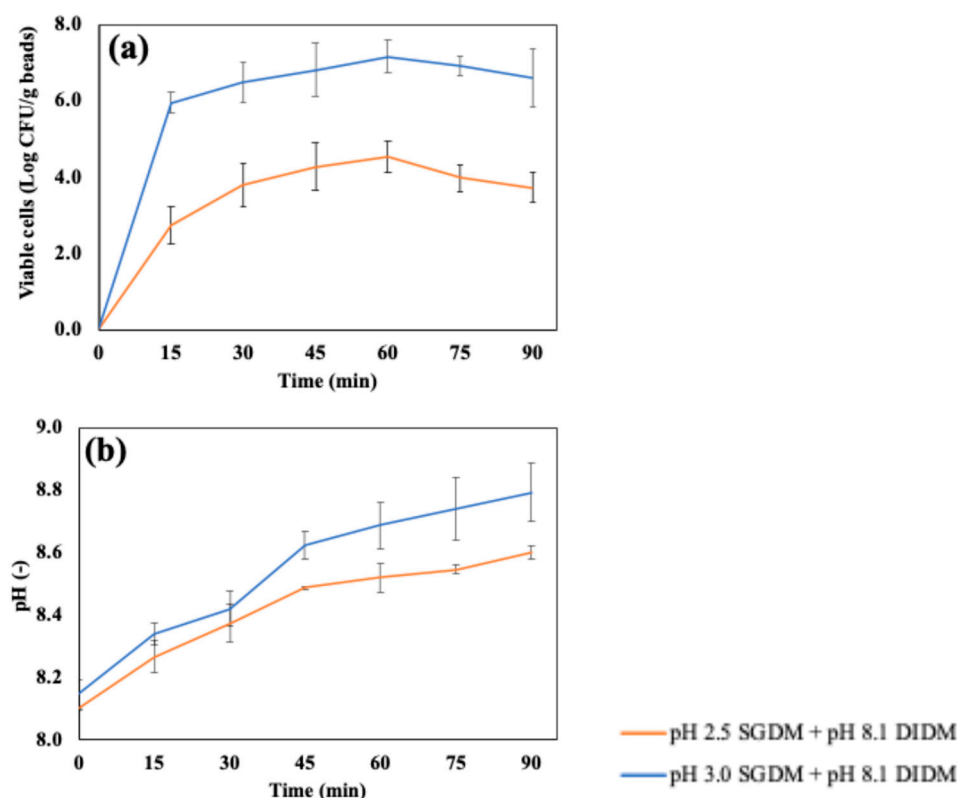 (a)
Viable cells (Log CFU/g beads)
8.0
6.0
4.0
2.0
0.0
0 15 30 45 60 75 90
Time (min)
(b)
pH (-)
9.0
8.8
8.6
8.4
8.2
8.0
0 15 30 45 60 75 90
Time (min)
pH 2.5 SGDM + pH 8.1 DIDM
pH 3.0 SGDM + pH 8.1 DIDM